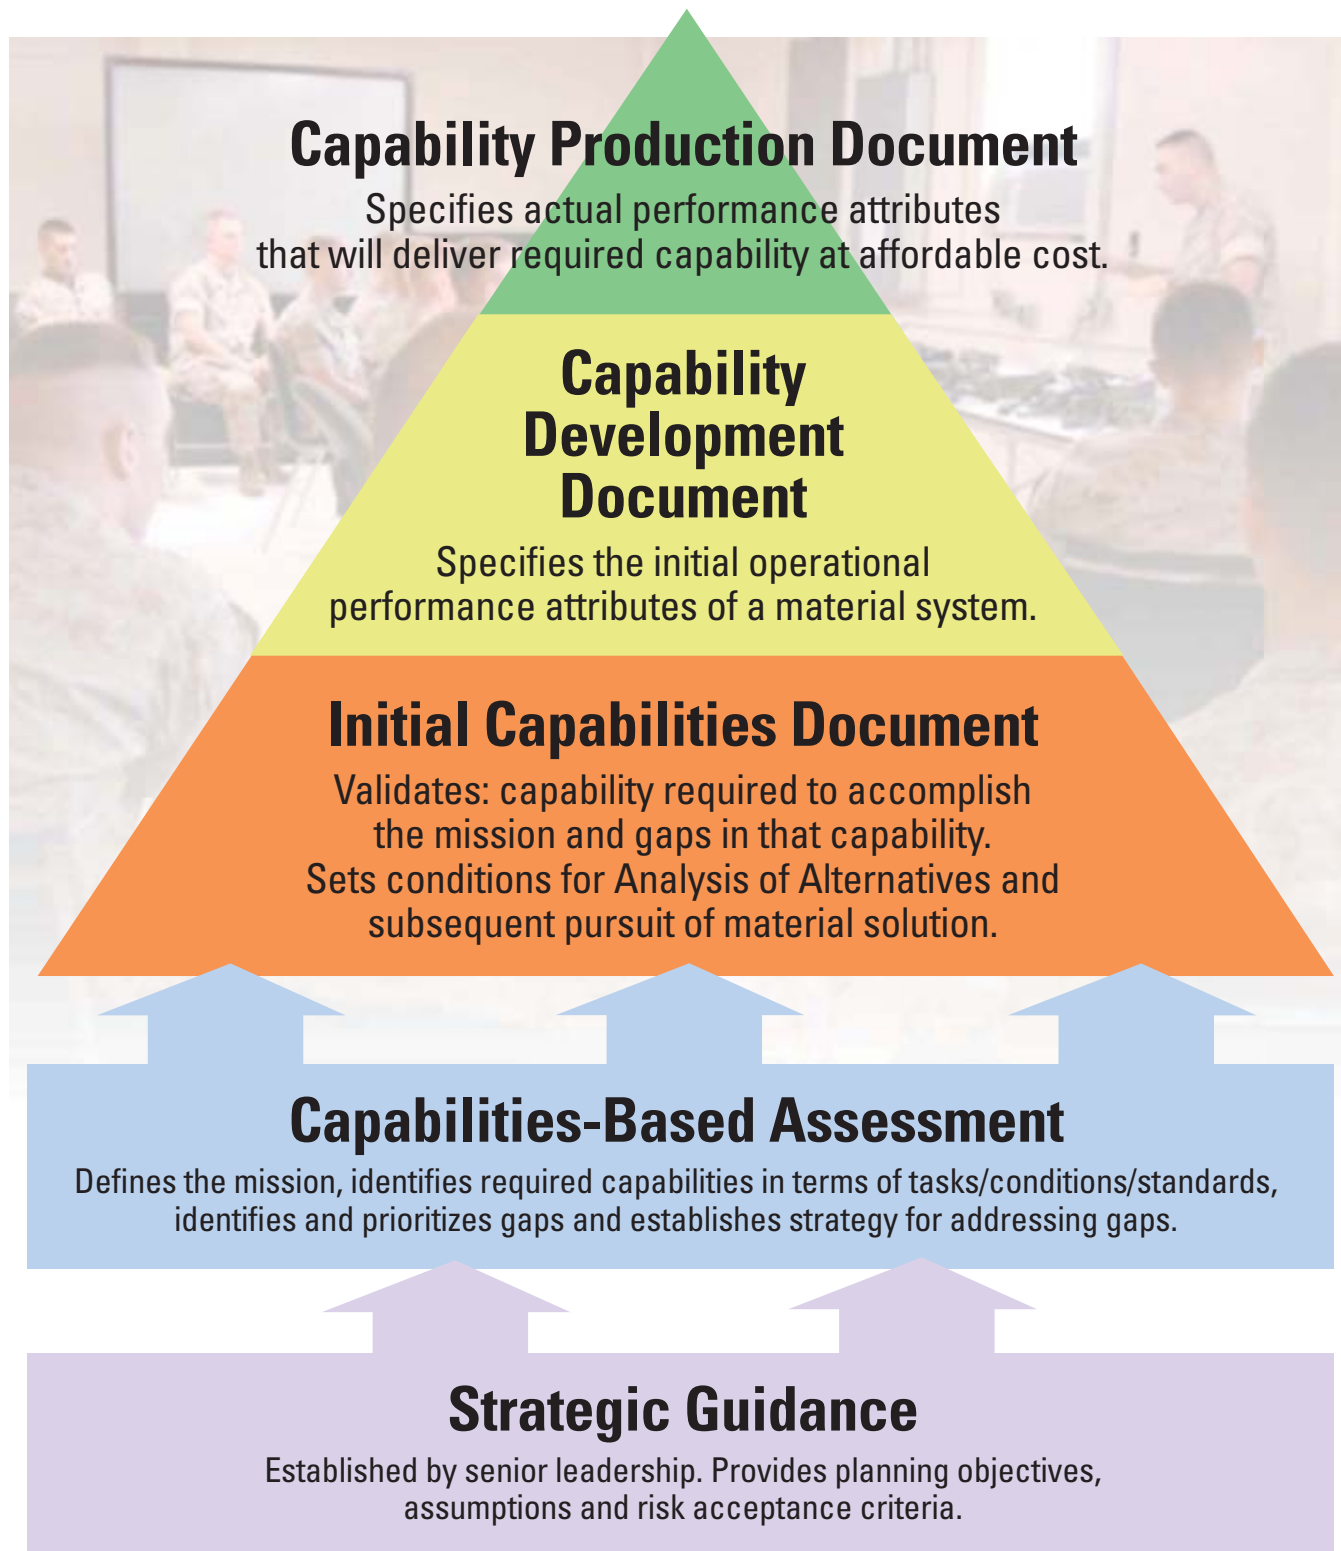 Capability Production Document
Specifies actual performance attributes
that will deliver required capability at affordable cost.
Capability
Development
Document
Specifies the initial operational
performance attributes of a material system.
Initial Capabilities Document
Validates: capability required to accomplish
the mission and gaps in that capability.
Sets conditions for Analysis of Alternatives and
subsequent pursuit of material solution.
Capabilities-Based Assessment
Defines the mission, identifies required capabilities in terms of tasks/conditions/standards,
identifies and prioritizes gaps and establishes strategy for addressing gaps.
Strategic Guidance
Established by senior leadership. Provides planning objectives,
assumptions and risk acceptance criteria.